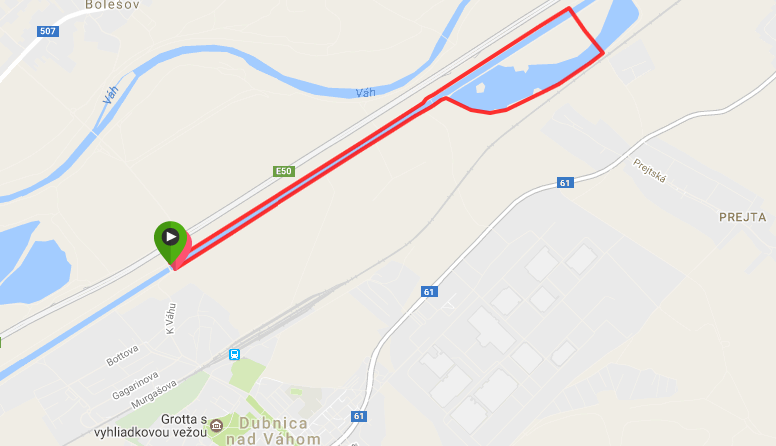 Bolešov
507
Váh
Váh
E50
61
Prejtská
PREJTA
61
K Váhu
Bottova
Gagarinova
Murgašova
61
Grotta s
vyhliadkovou vežou
Dubnica
nad Váhom